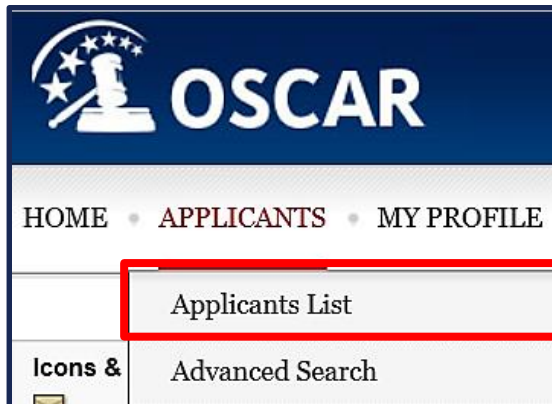 OSCAR
HOME • APPLICANTS • MY PROFILE
Applicants List
Icons &
Advanced Search